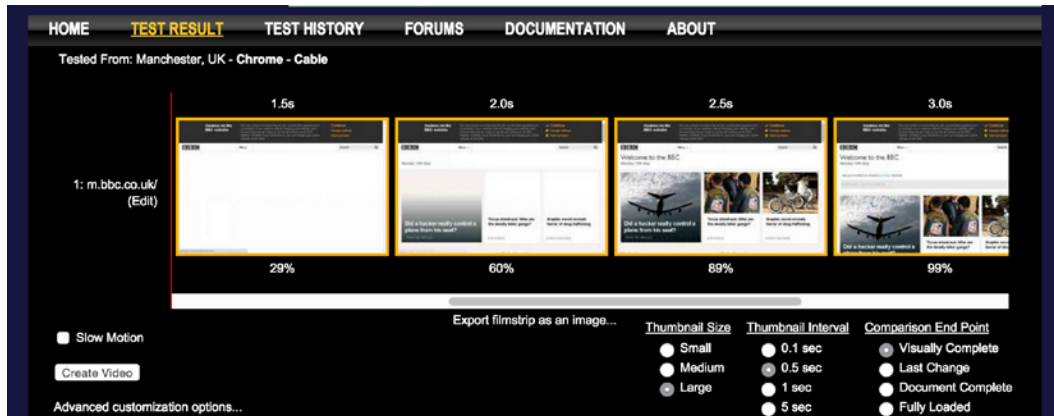 HOME TEST RESULT TEST HISTORY FORUMS DOCUMENTATION ABOUT
Tested From: Manchester, UK - Chrome - Cable
1.5s 2.0s 2.5s 3.0s
1: m.bbc.co.uk/
(Edit)
Welcome to the BBC
Welcome to the BBC
Did a hacker really control a
plane from his seat?
Did a hacker really control a
plane from his seat?
Did a hacker really control a
29% 60% 89% 99%
Export filmstrip as an image...
Slow Motion
Create Video
Advanced customization options...
Thumbnail Size
Small
Medium
Large
Thumbnail Interval
0.1 sec
0.5 sec
1 sec
5 sec
Comparison End Point
Visually Complete
Last Change
Document Complete
Fully Loaded